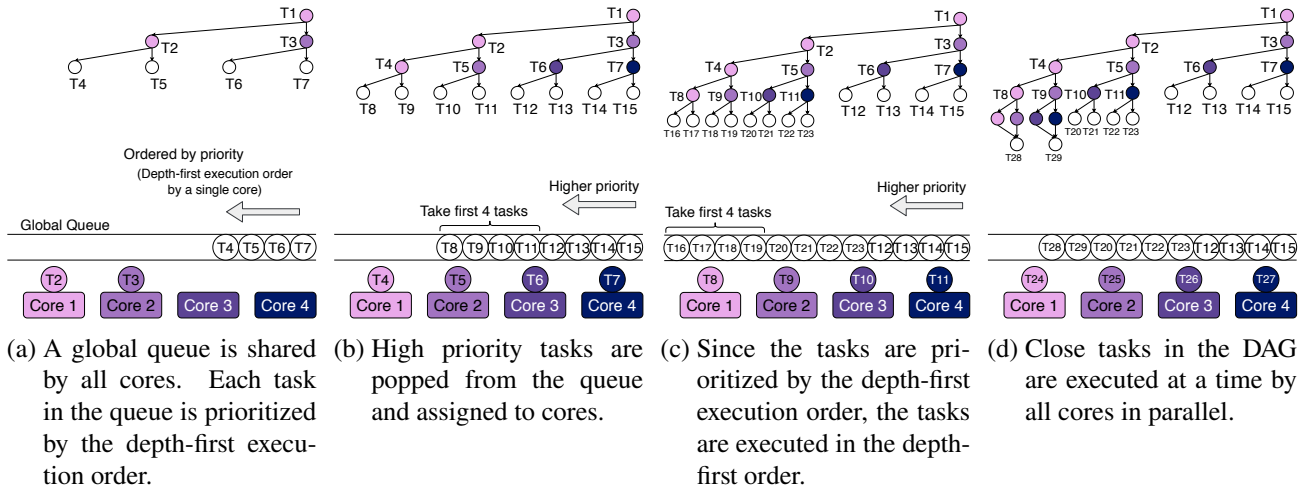 T1
T2
T3
T4 T5 T6 T7
Ordered by priority
(Depth-first execution order
by a single core)
Global Queue
T4 T5 T6 T7
T2 T3
Core 1 Core 2 Core 3 Core 4
(a) A global queue is shared
by all cores. Each task
in the queue is prioritized
by the depth-first execu-
tion order.
T1
T2
T3
T4 T5 T6 T7
T8 T9 T10 T11 T12 T13 T14 T15
Higher priority
Take first 4 tasks
T8 T9 T10 T11 T12 T13 T14 T15
T4 T5 T6 T7
Core 1 Core 2 Core 3 Core 4
(b) High priority tasks are
popped from the queue
and assigned to cores.
T1
T2
T3
T4 T5 T6 T7
T8 T9 T10 T11 T12 T13 T14 T15
T16 T17 T18 T19 T20 T21 T22 T23
Higher priority
Take first 4 tasks
T16 T17 T18 T19 T20 T21 T22 T23 T12 T13 T14 T15
T8 T9 T10 T11
Core 1 Core 2 Core 3 Core 4
(c) Since the tasks are pri-
oritized by the depth-first
execution order, the tasks
are executed in the depth-
first order.
T1
T2
T3
T4 T5 T6 T7
T8 T9 T10 T11 T12 T13 T14 T15
T20 T21 T22 T23
T28 T29
T28 T29 T20 T21 T22 T23 T12 T13 T14 T15
T24 T25 T26 T27
Core 1 Core 2 Core 3 Core 4
(d) Close tasks in the DAG
are executed at a time by
all cores in parallel.